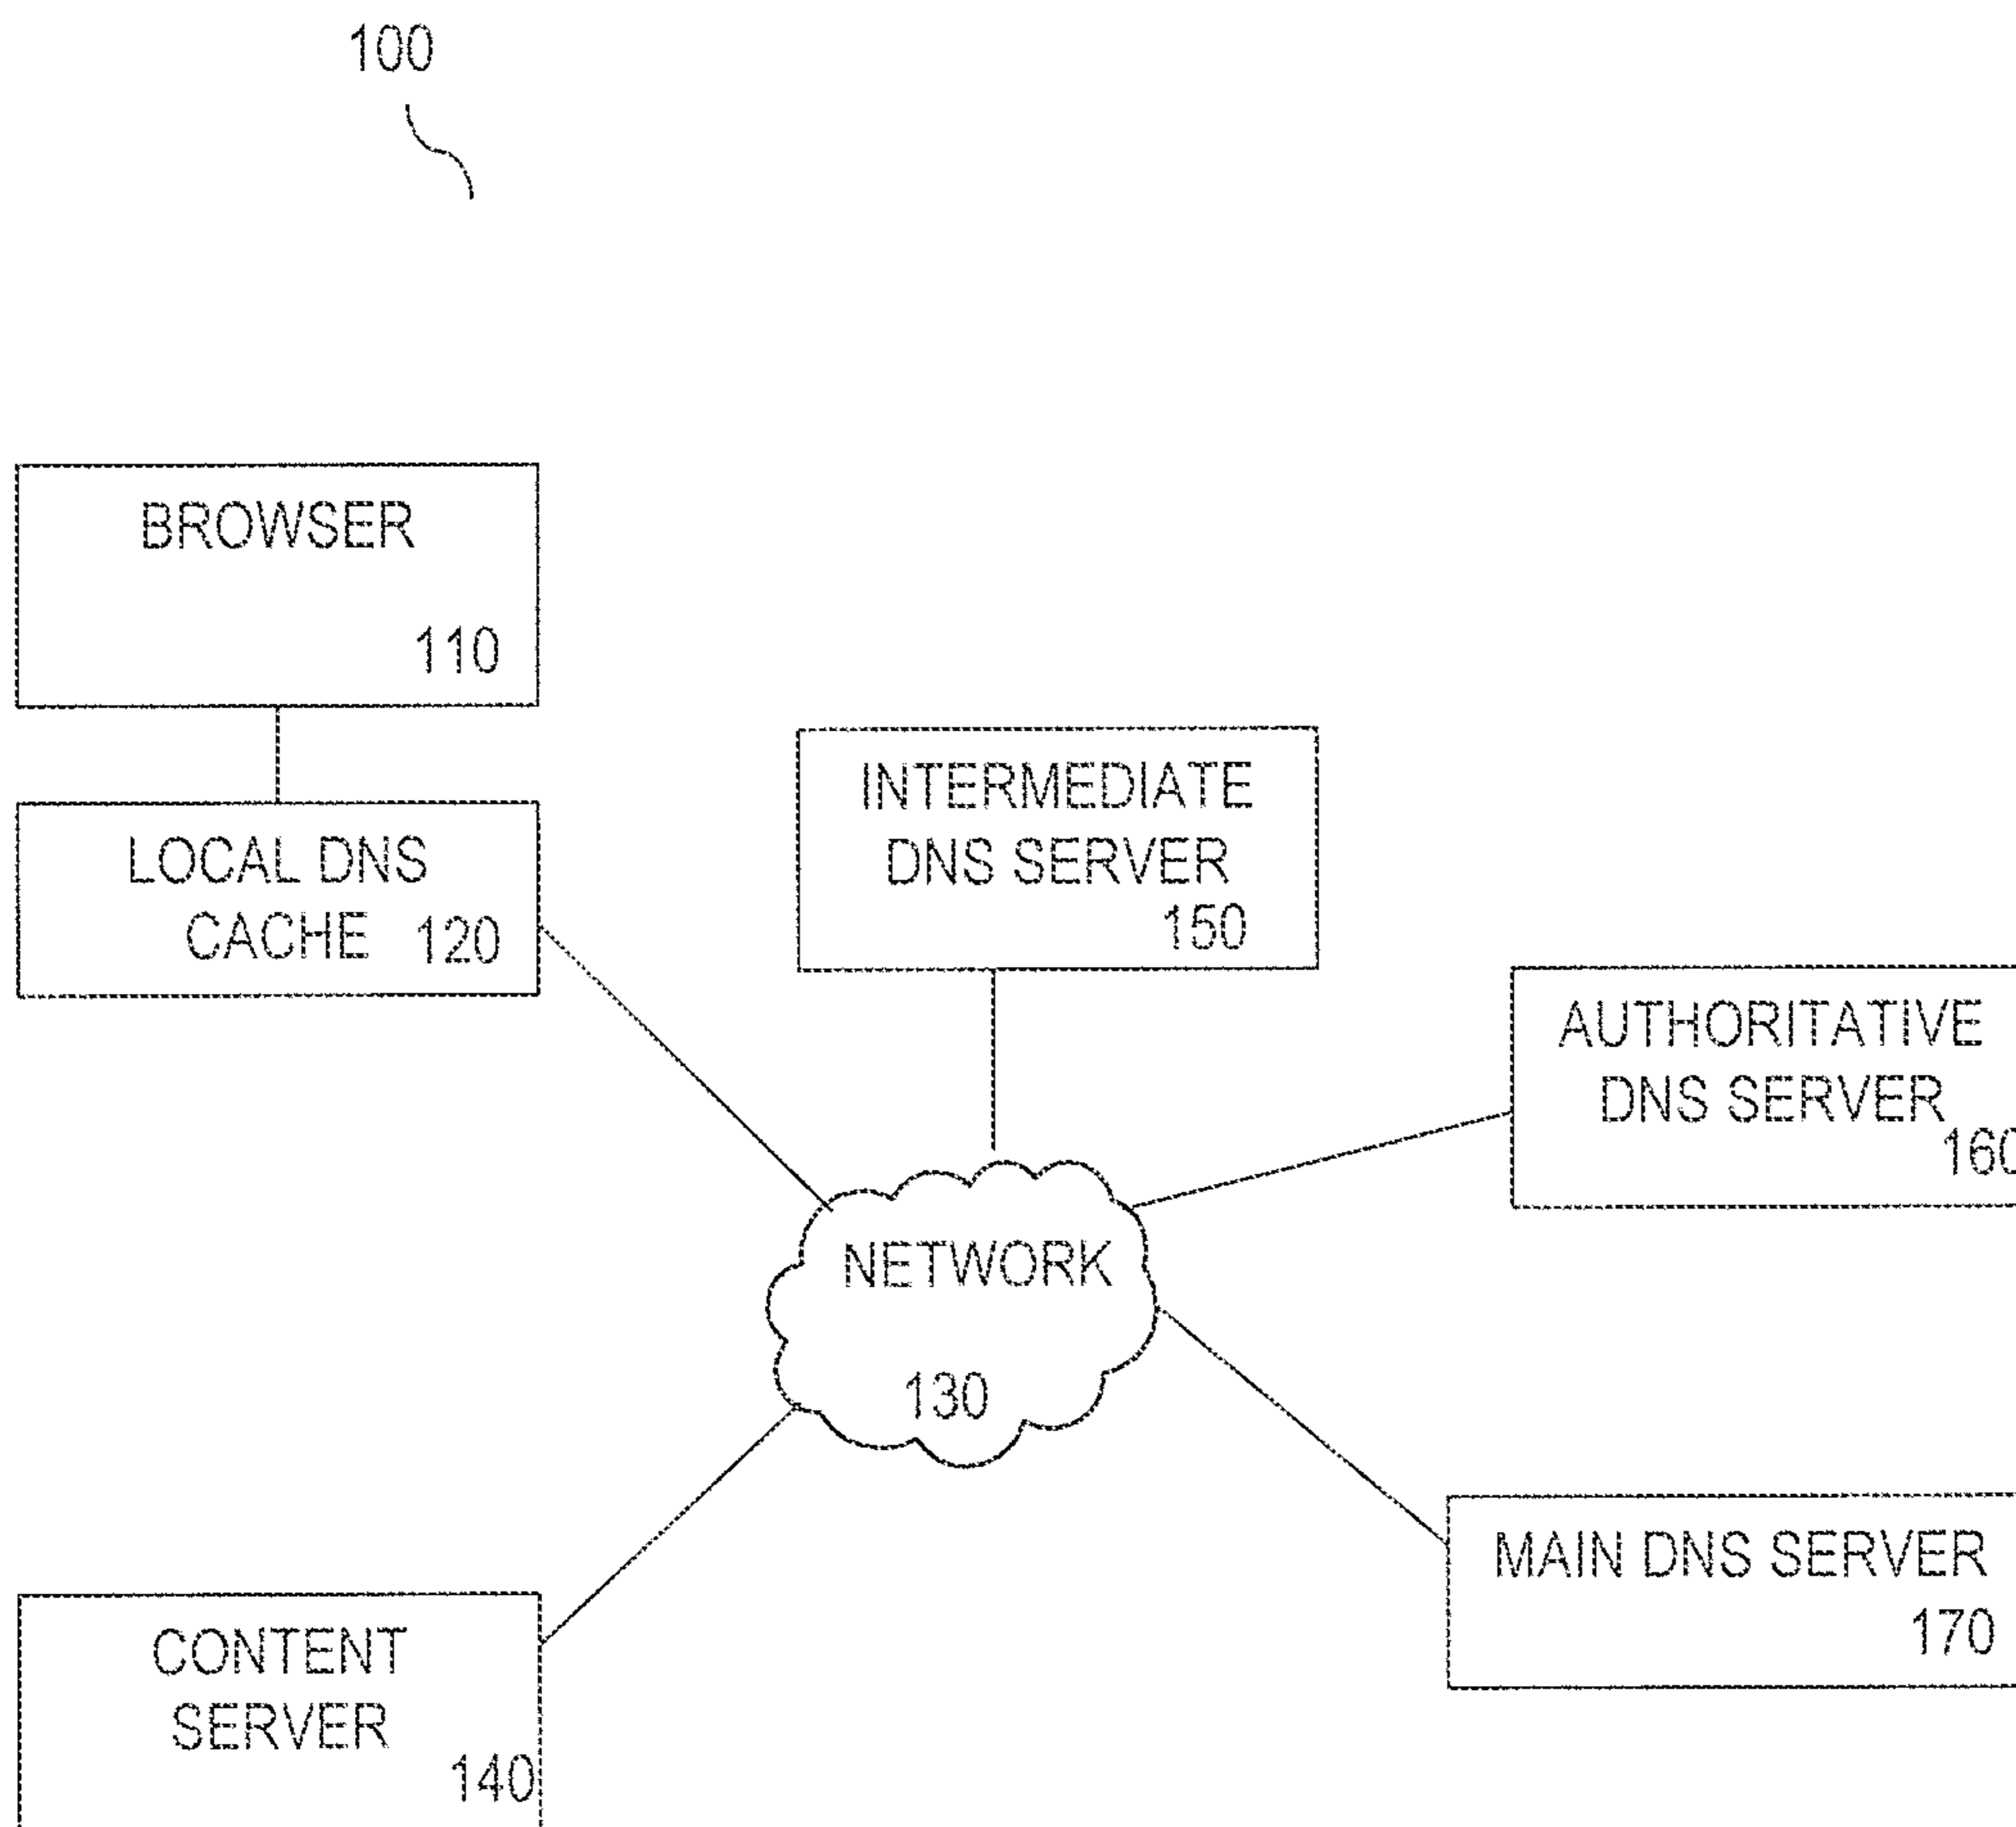 100
BROWSER
110
LOCAL DNS
CACHE 120
INTERMEDIATE
DNS SERVER
150
AUTHORITATIVE
DNS SERVER
160
NETWORK
130
MAIN DNS SERVER
170
CONTENT
SERVER
140